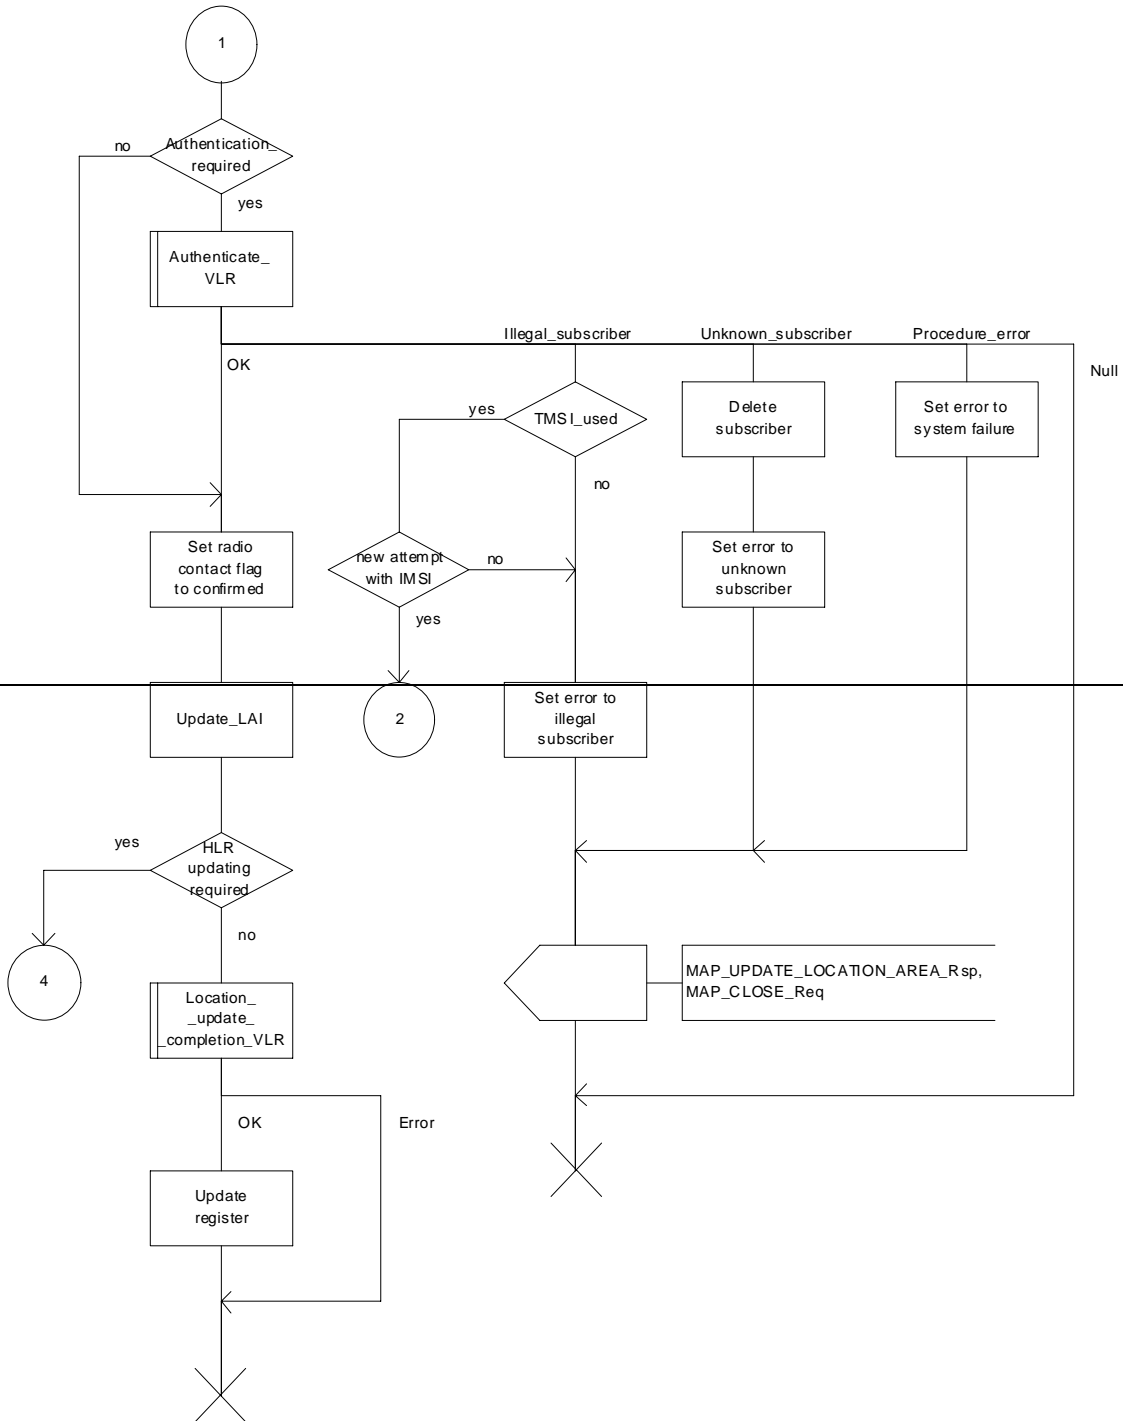 1
Authentication_
required
no
yes
Authenticate_
VLR
Illegal_subscriber
Unknown_subscriber
Procedure_error
OK
Null
yes
TMSI_used
Delete
subscriber
Set error to
system failure
no
Set radio
contact flag
to confirmed
new attempt
with IMSI
no
Set error to
unknown
subscriber
yes
Update_LAI
2
Set error to
illegal
subscriber
yes
HLR
updating
required
no
4
MAP_UPDATE_LOCATION_AREA_Rsp,
MAP_CLOSE_Req
Location_
_update_
_completion_VLR
OK
Error
Update
register